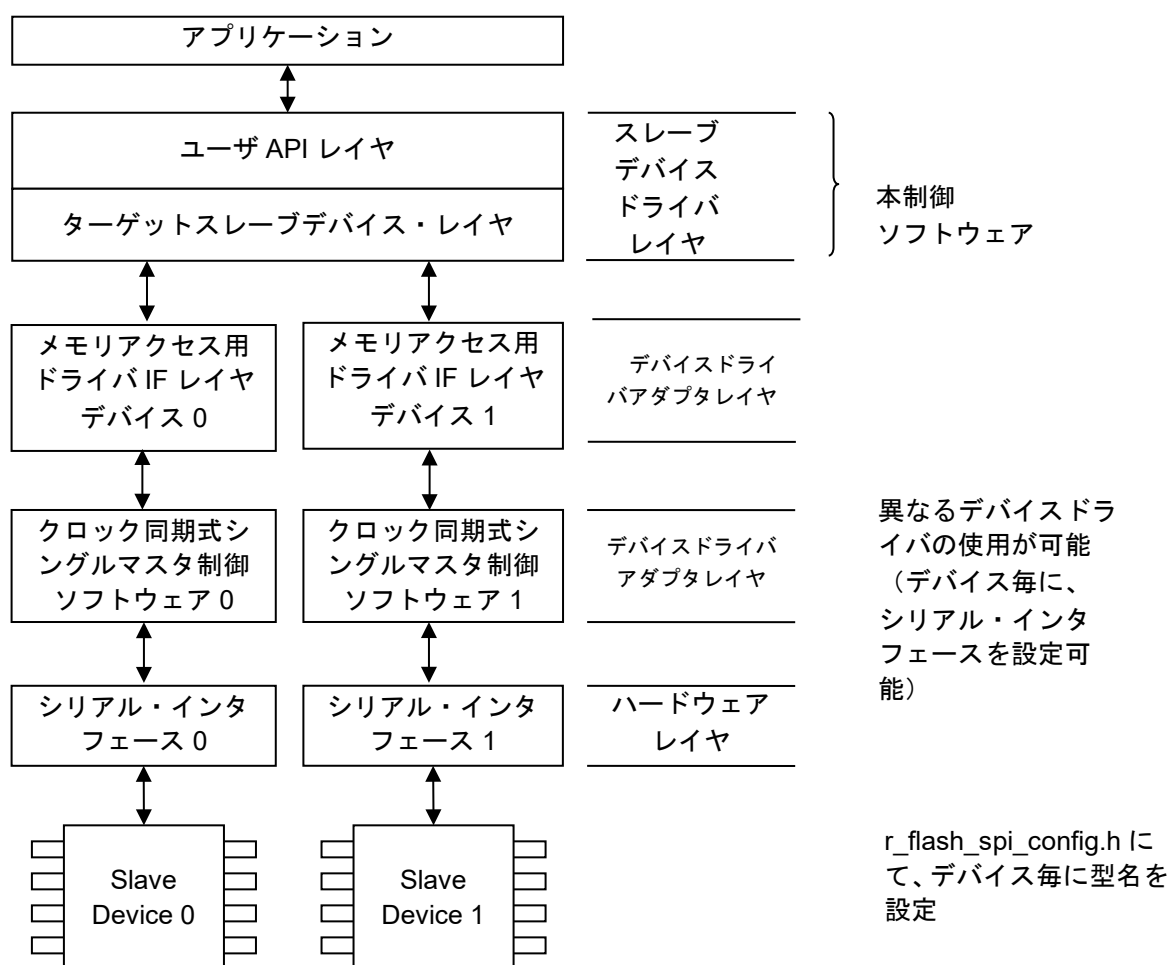 アプリケーション
ユーザ API レイヤ
ターゲットスレーブデバイス・レイヤ
スレーブ
デバイス
ドライバ
レイヤ
本制御
ソフトウェア
メモリアクセス用
ドライバ IF レイヤ
デバイス 0
メモリアクセス用
ドライバ IF レイヤ
デバイス 1
デバイスドライ
バアダプタレイヤ
クロック同期式シ
ングルマスタ制御
ソフトウェア 0
クロック同期式シ
ングルマスタ制御
ソフトウェア 1
デバイスドライバ
アダプタレイヤ
異なるデバイスドラ
イバの使用が可能
（デバイス毎に、
シリアル・インタ
フェースを設定可
能）
シリアル・インタ
フェース 0
シリアル・インタ
フェース 1
ハードウェア
レイヤ
Slave
Device 0
Slave
Device 1
r_flash_spi_config.h に
て、デバイス毎に型名を
設定